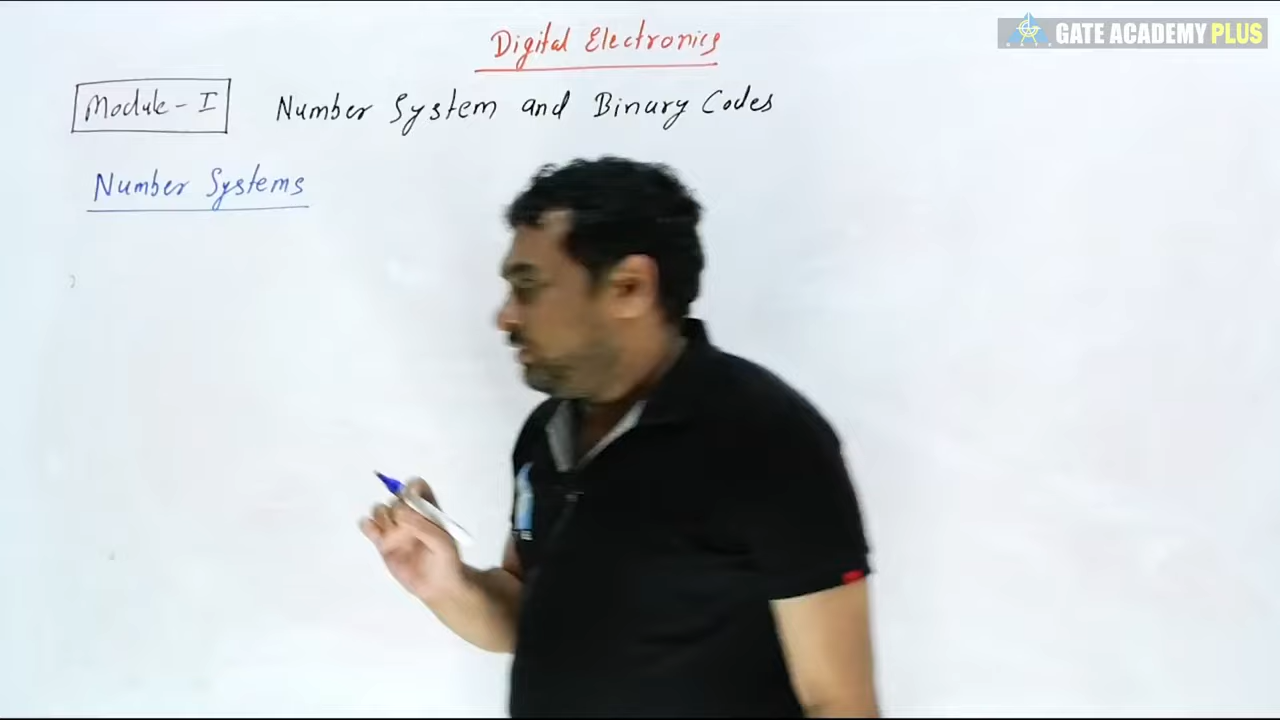 Digital Electronics
GATE ACADEMY PLUS
Module - I Number System and Binary Codes
Number Systems